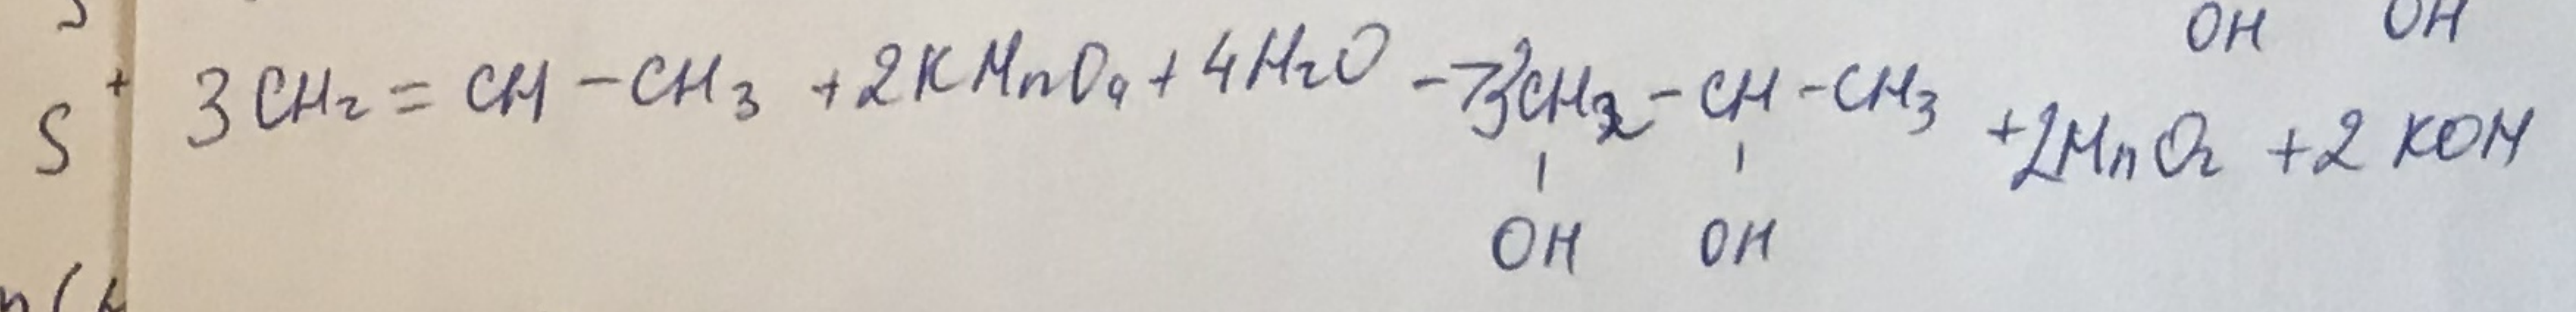 OH OH
3CH₂ = CH - CH₃ + 2KMnO₄ + 4H₂O → 3CH₂ - CH - CH₃ + 2MnO₂ + 2KOH
OH OH